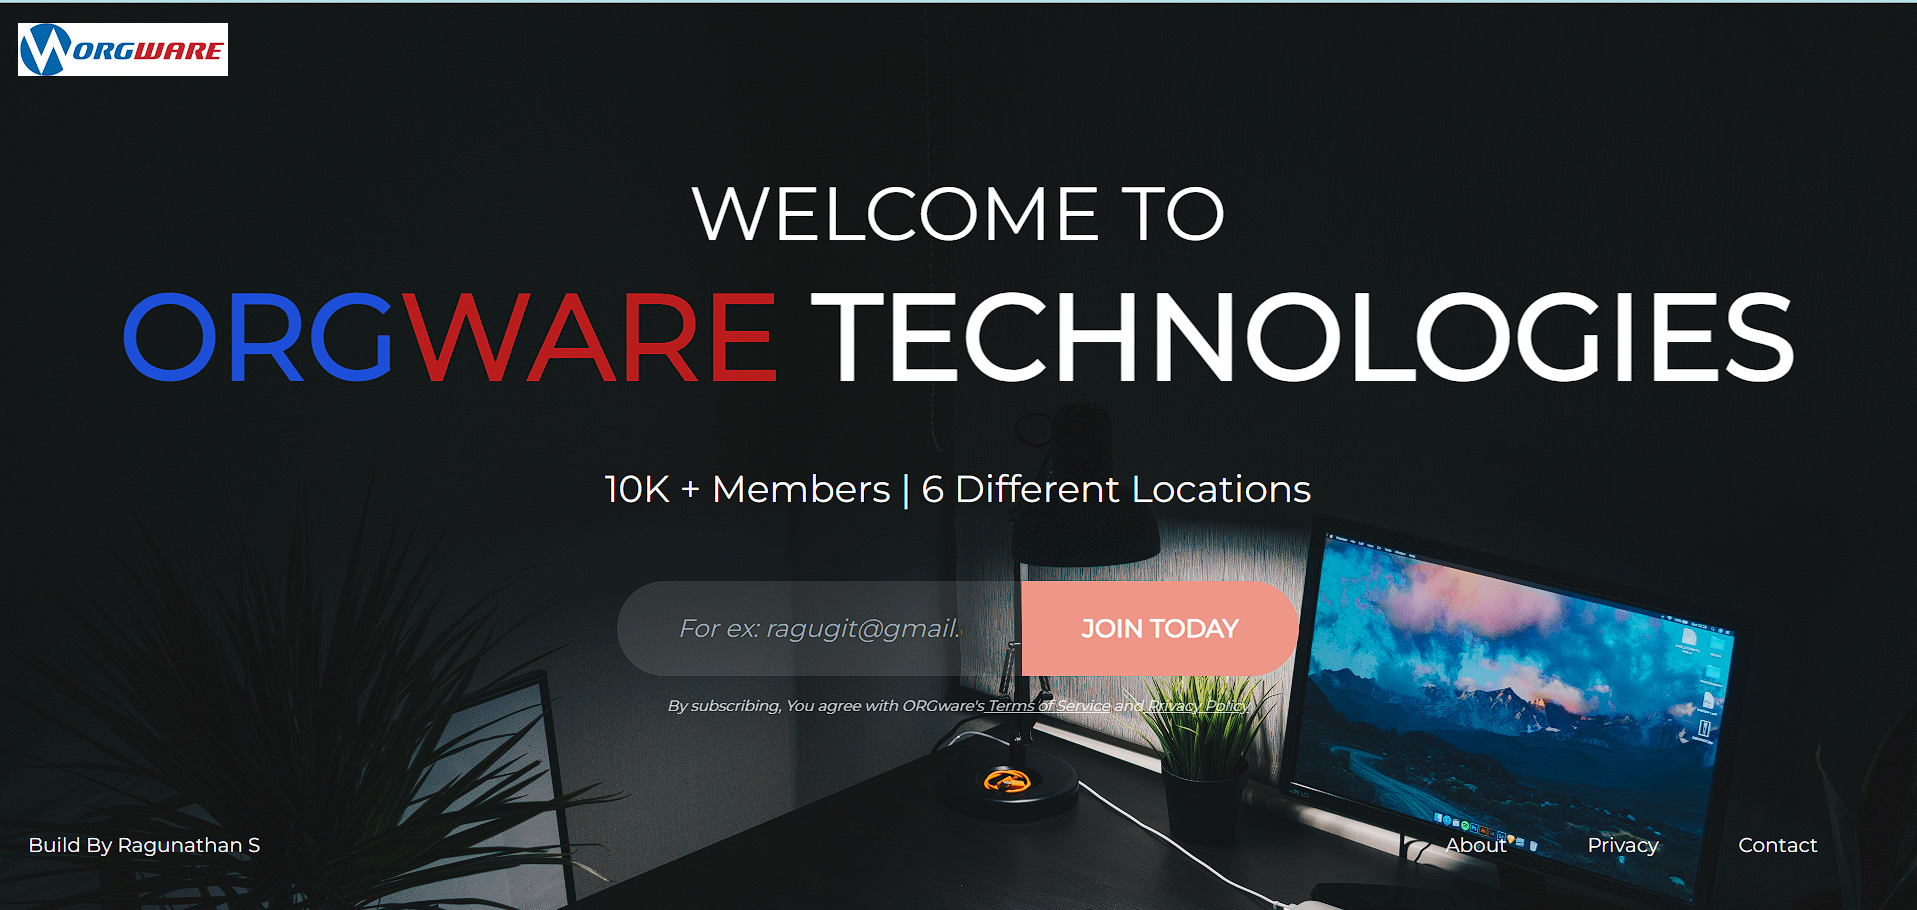 ORGWARE
WELCOME TO
ORGWARE TECHNOLOGIES
10K + Members | 6 Different Locations
For ex: ragugit@gmail.
JOIN TODAY
By subscribing, You agree with ORGware's Terms of Service and Privacy Policy
Build By Ragunathan S
About
Privacy
Contact